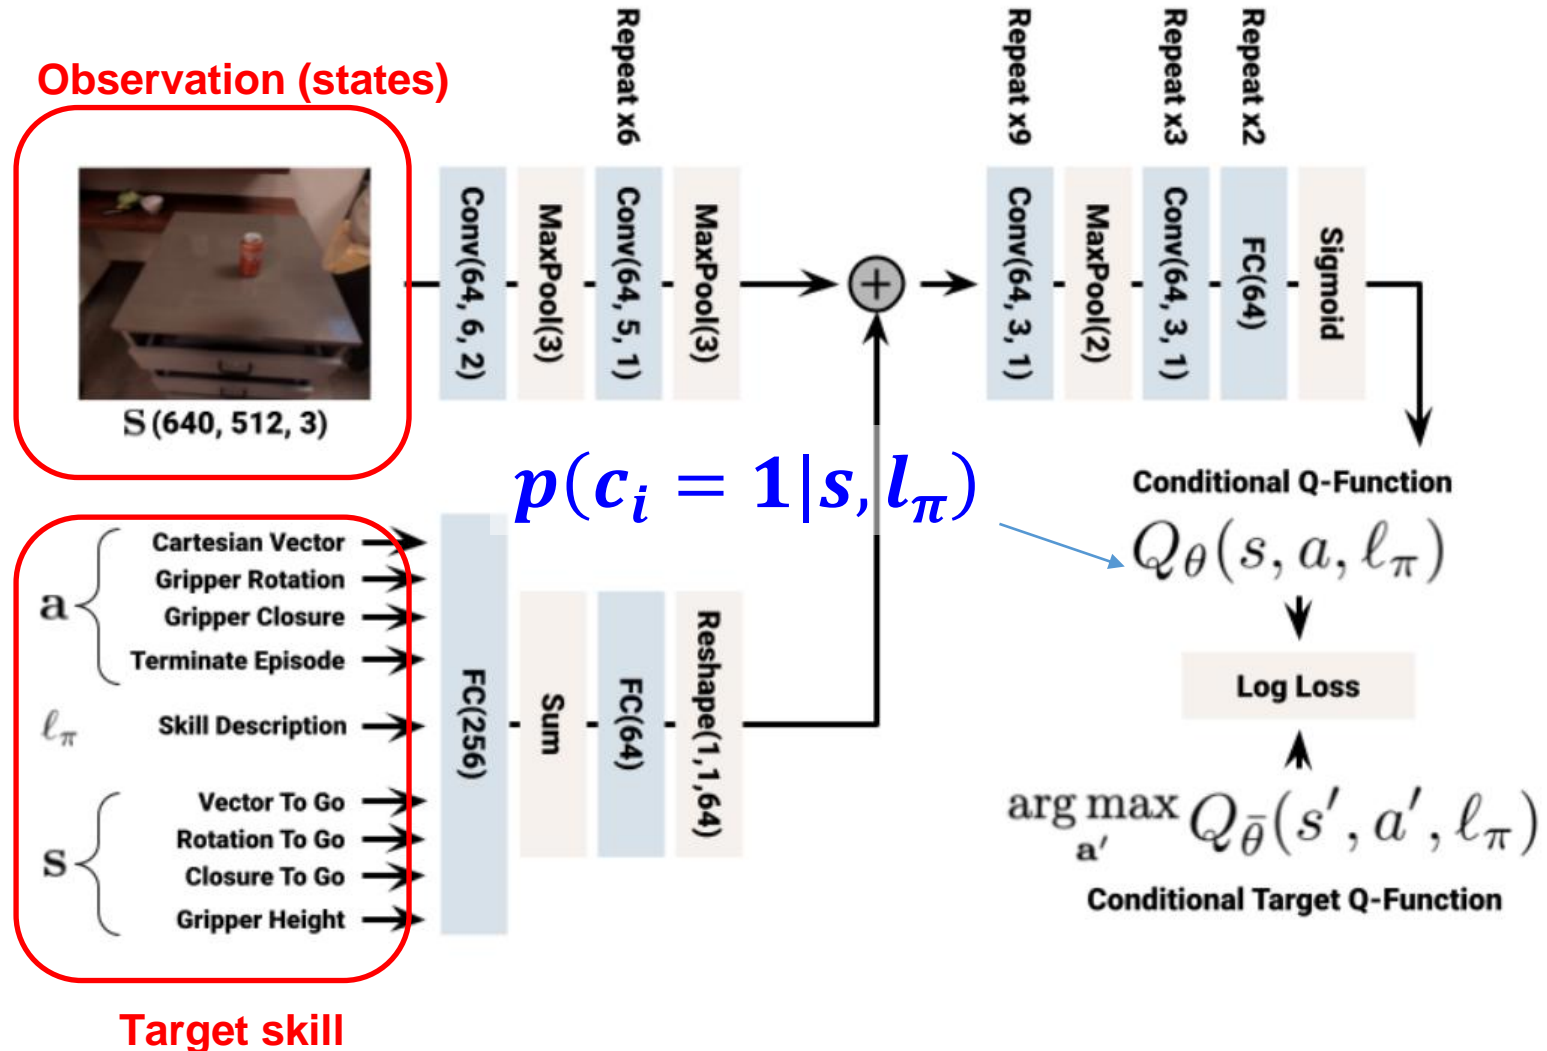 Observation (states)
S (640, 512, 3)
Conv(64, 6, 2)
MaxPool(3)
Repeat x6
Conv(64, 5, 1)
MaxPool(3)
+
Repeat x9
Conv(64, 3, 1)
MaxPool(2)
Repeat x3
Conv(64, 3, 1)
Repeat x2
FC(64)
Sigmoid
p(c_i = 1|s, l_π)
a
Cartesian Vector
Gripper Rotation
Gripper Closure
Terminate Episode
ℓ_π
Skill Description
s
Vector To Go
Rotation To Go
Closure To Go
Gripper Height
FC(256)
Sum
FC(64)
Reshape(1,1,64)
Conditional Q-Function
Q_θ(s, a, ℓ_π)
Log Loss
arg max Q_θ̄(s′, a′, ℓ_π)
a′
Conditional Target Q-Function
Target skill